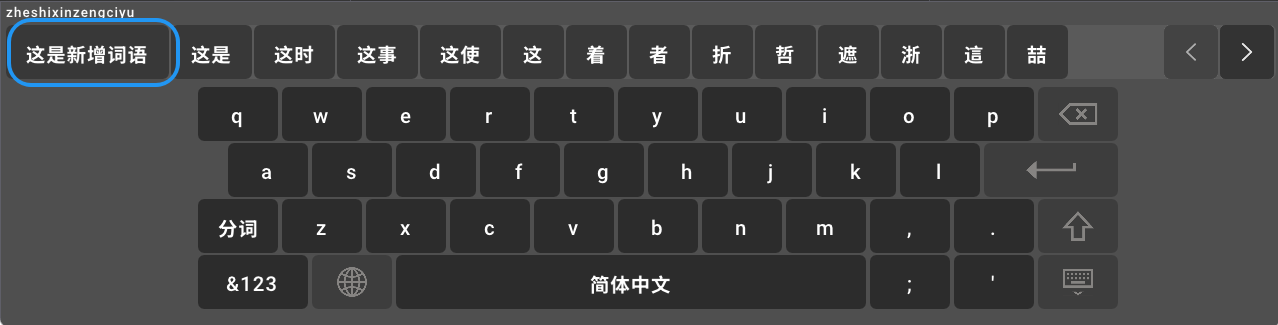 zheshixinzengciyu
这是新增词语 这是 这时 这事 这使 这 着 者 折 哲 遮 浙 這 喆
q w e r t y u i o p
a s d f g h j k l
分词 z x c v b n m , .
&123 简体中文 ; '